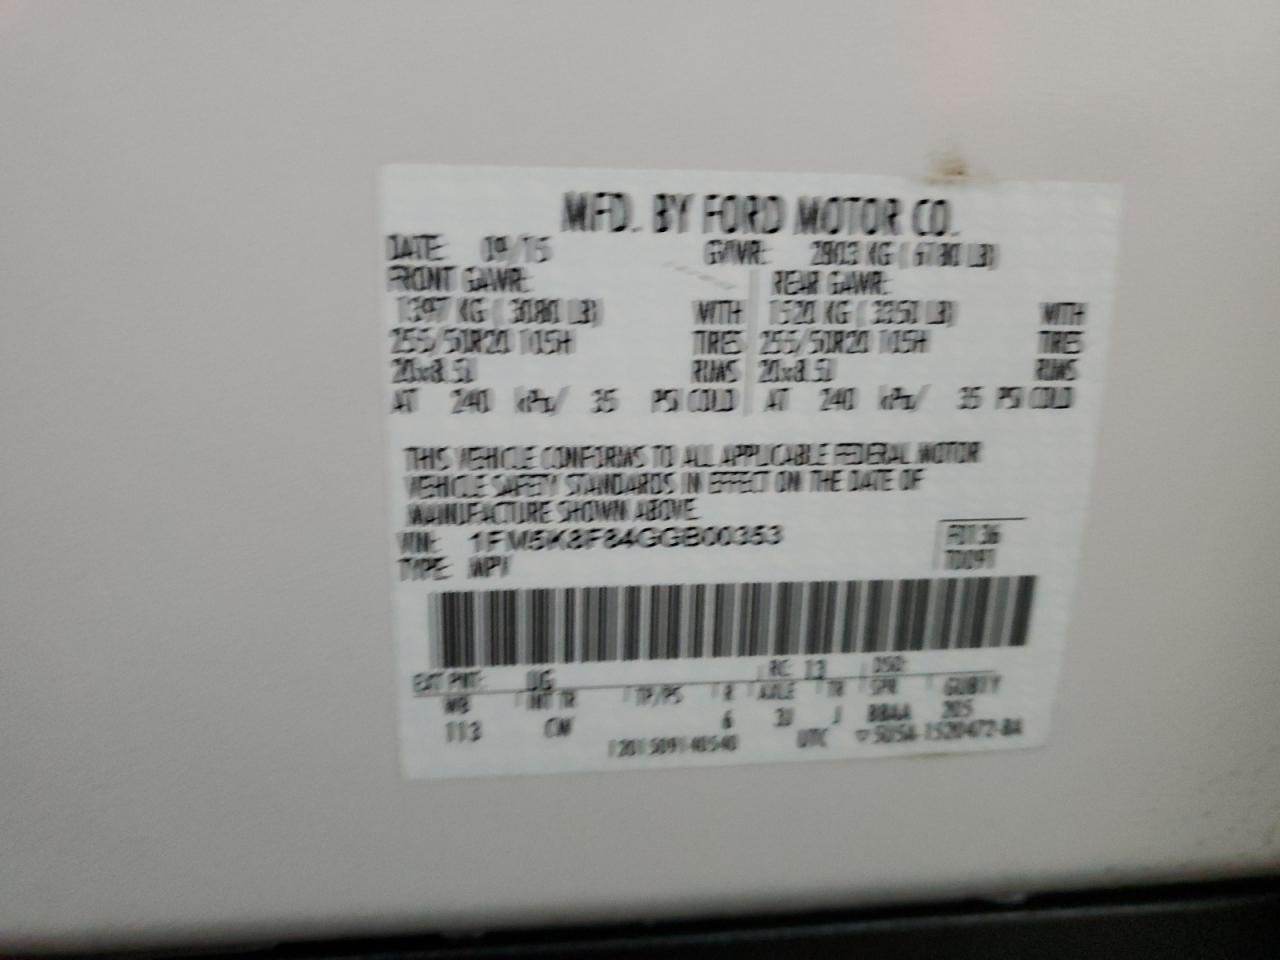 MFD. BY FORD MOTOR CO.
DATE: 09/15 GVWR: 2903 KG ( 6780 LB)
FRONT GAWR: REAR GAWR:
1397 KG ( 3080 LB) WITH 1520 KG ( 3350 LB) WITH
255/50R20 105H TIRES 255/50R20 105H TIRES
20x8.5J RIMS 20x8.5J RIMS
AT 240 kPa/ 35 PSI COLD AT 240 kPa/ 35 PSI COLD
THIS VEHICLE CONFORMS TO ALL APPLICABLE FEDERAL MOTOR
VEHICLE SAFETY STANDARDS IN EFFECT ON THE DATE OF
MANUFACTURE SHOWN ABOVE.
VIN: 1FM5K8F84GGB00353
TYPE: MPV
EXT PNT: UG RC: 13 DSO:
WB INT TR TP/PS R AXLE TR SPR
113 CW 6 J 205
UTC